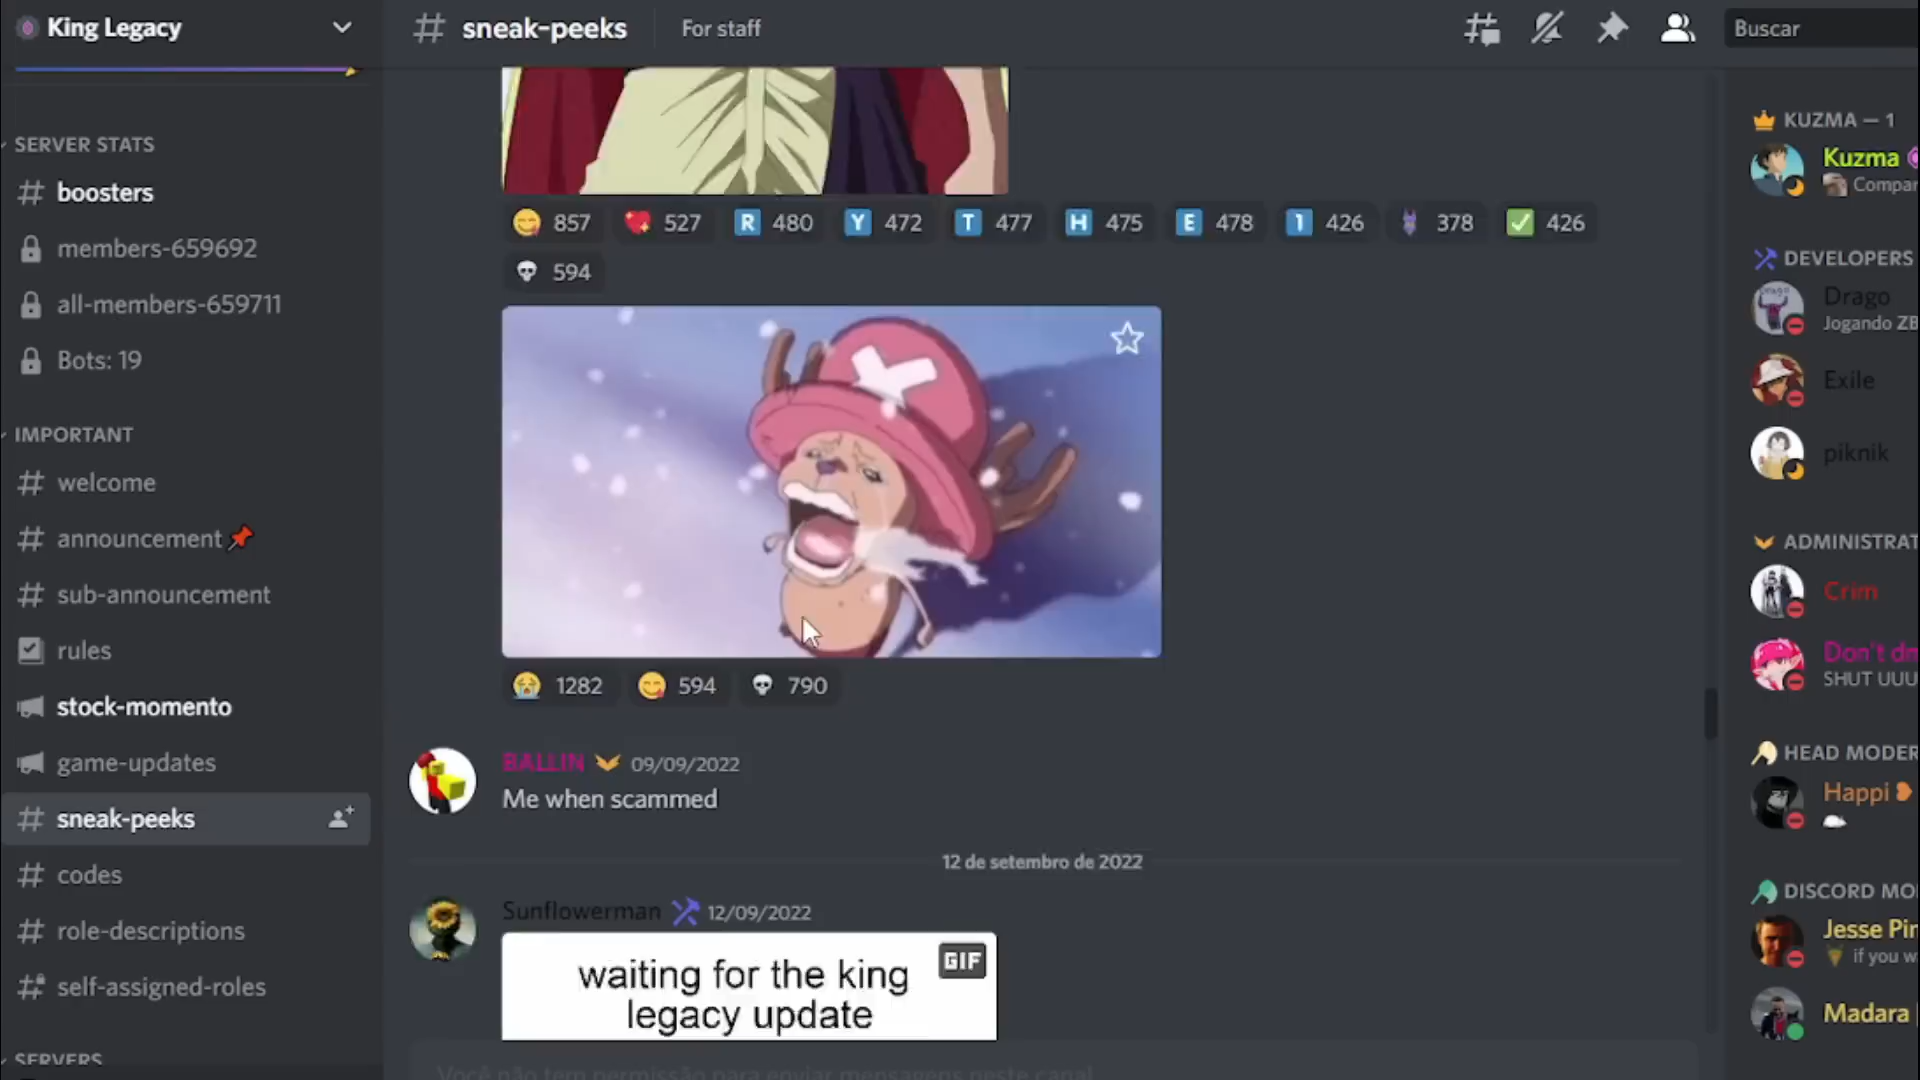 King Legacy
SERVER STATS
boosters
members-659692
all-members-659711
Bots: 19
IMPORTANT
welcome
announcement
sub-announcement
rules
stock-momento
game-updates
sneak-peeks
codes
role-descriptions
self-assigned-roles
SERVERS
sneak-peeks
For staff
Buscar
857 527 R 480 Y 472 T 477 H 475 E 478 1 426 378 426
594
1282 594 790
BALLIN 09/09/2022
Me when scammed
12 de setembro de 2022
Sunflowerman 12/09/2022
GIF
waiting for the king
legacy update
Você não tem permissão para enviar mensagens neste canal.
KUZMA — 1
Kuzma
Compar
DEVELOPERS
Drago
Jogando ZB
Exile
piknik
ADMINISTRAT
Crim
Don't dm
SHUT UUU
HEAD MODER
Happi
DISCORD MO
Jesse Pin
if you w
Madara